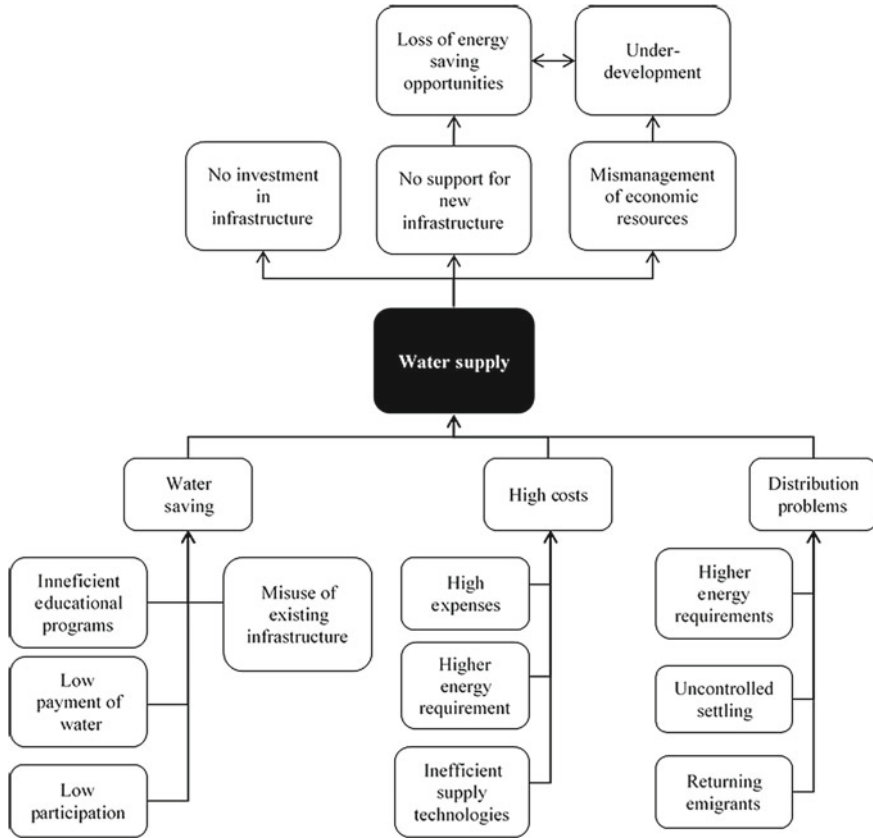 Loss of energy
saving
opportunities
Under-
development
No investment
in
infrastructure
No support for
new
infrastructure
Mismanagement
of economic
resources
Water supply
Water
saving
High costs
Distribution
problems
Inneficient
educational
programs
Misuse of
existing
infrastructure
Low
payment of
water
Low
participation
High
expenses
Higher
energy
requirement
Inefficient
supply
technologies
Higher
energy
requirements
Uncontrolled
settling
Returning
emigrants